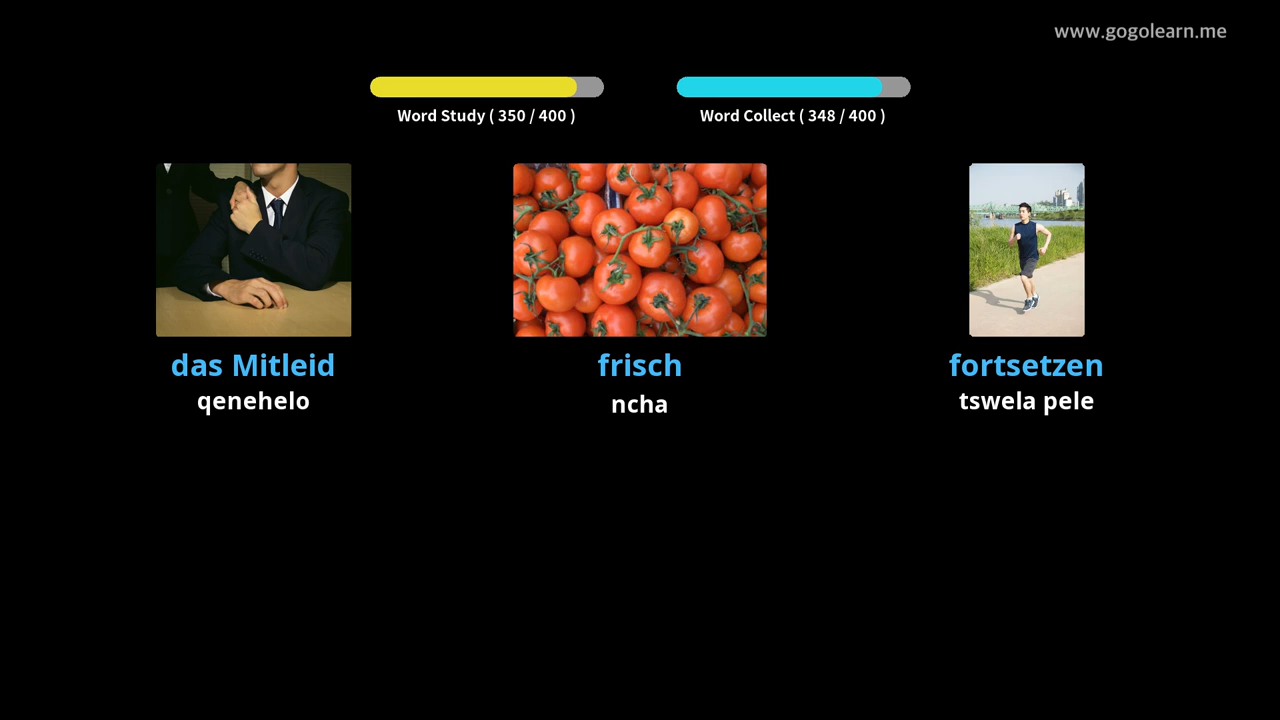 www.gogolearn.me
Word Study ( 350 / 400 )
Word Collect ( 348 / 400 )
das Mitleid
qenehelo
frisch
ncha
fortsetzen
tswela pele